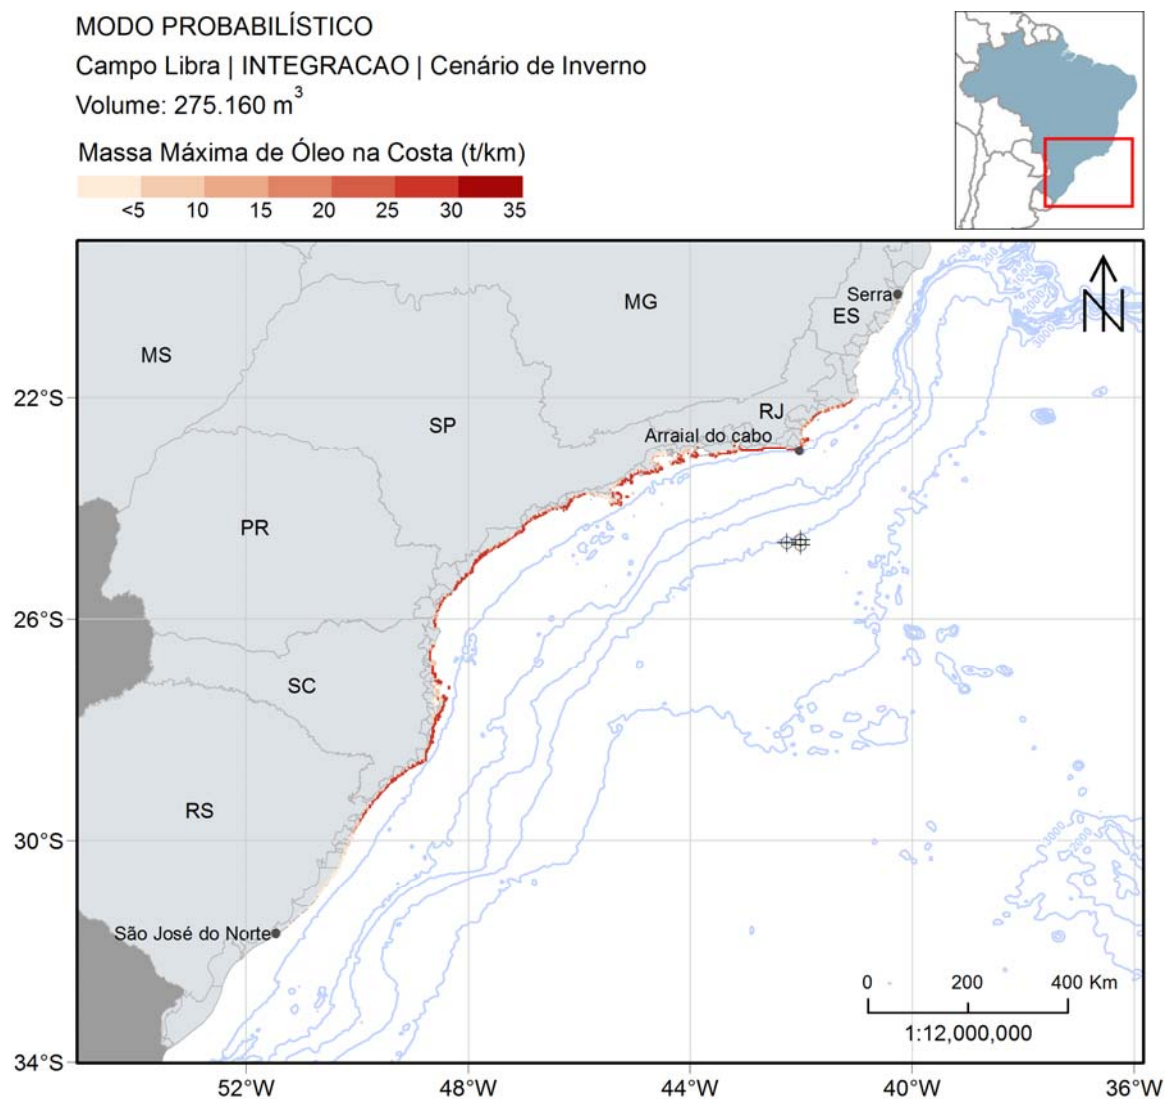 MODO PROBABILÍSTICO
Campo Libra | INTEGRACAO | Cenário de Inverno
Volume: 275.160 m³
Massa Máxima de Óleo na Costa (t/km)
<5 10 15 20 25 30 35
MG
Serra
ES
MS
22°S
RJ
SP
Arraial do cabo
PR
26°S
SC
RS
30°S
São José do Norte
0 200 400 Km
1:12,000,000
34°S
52°W 48°W 44°W 40°W 36°W